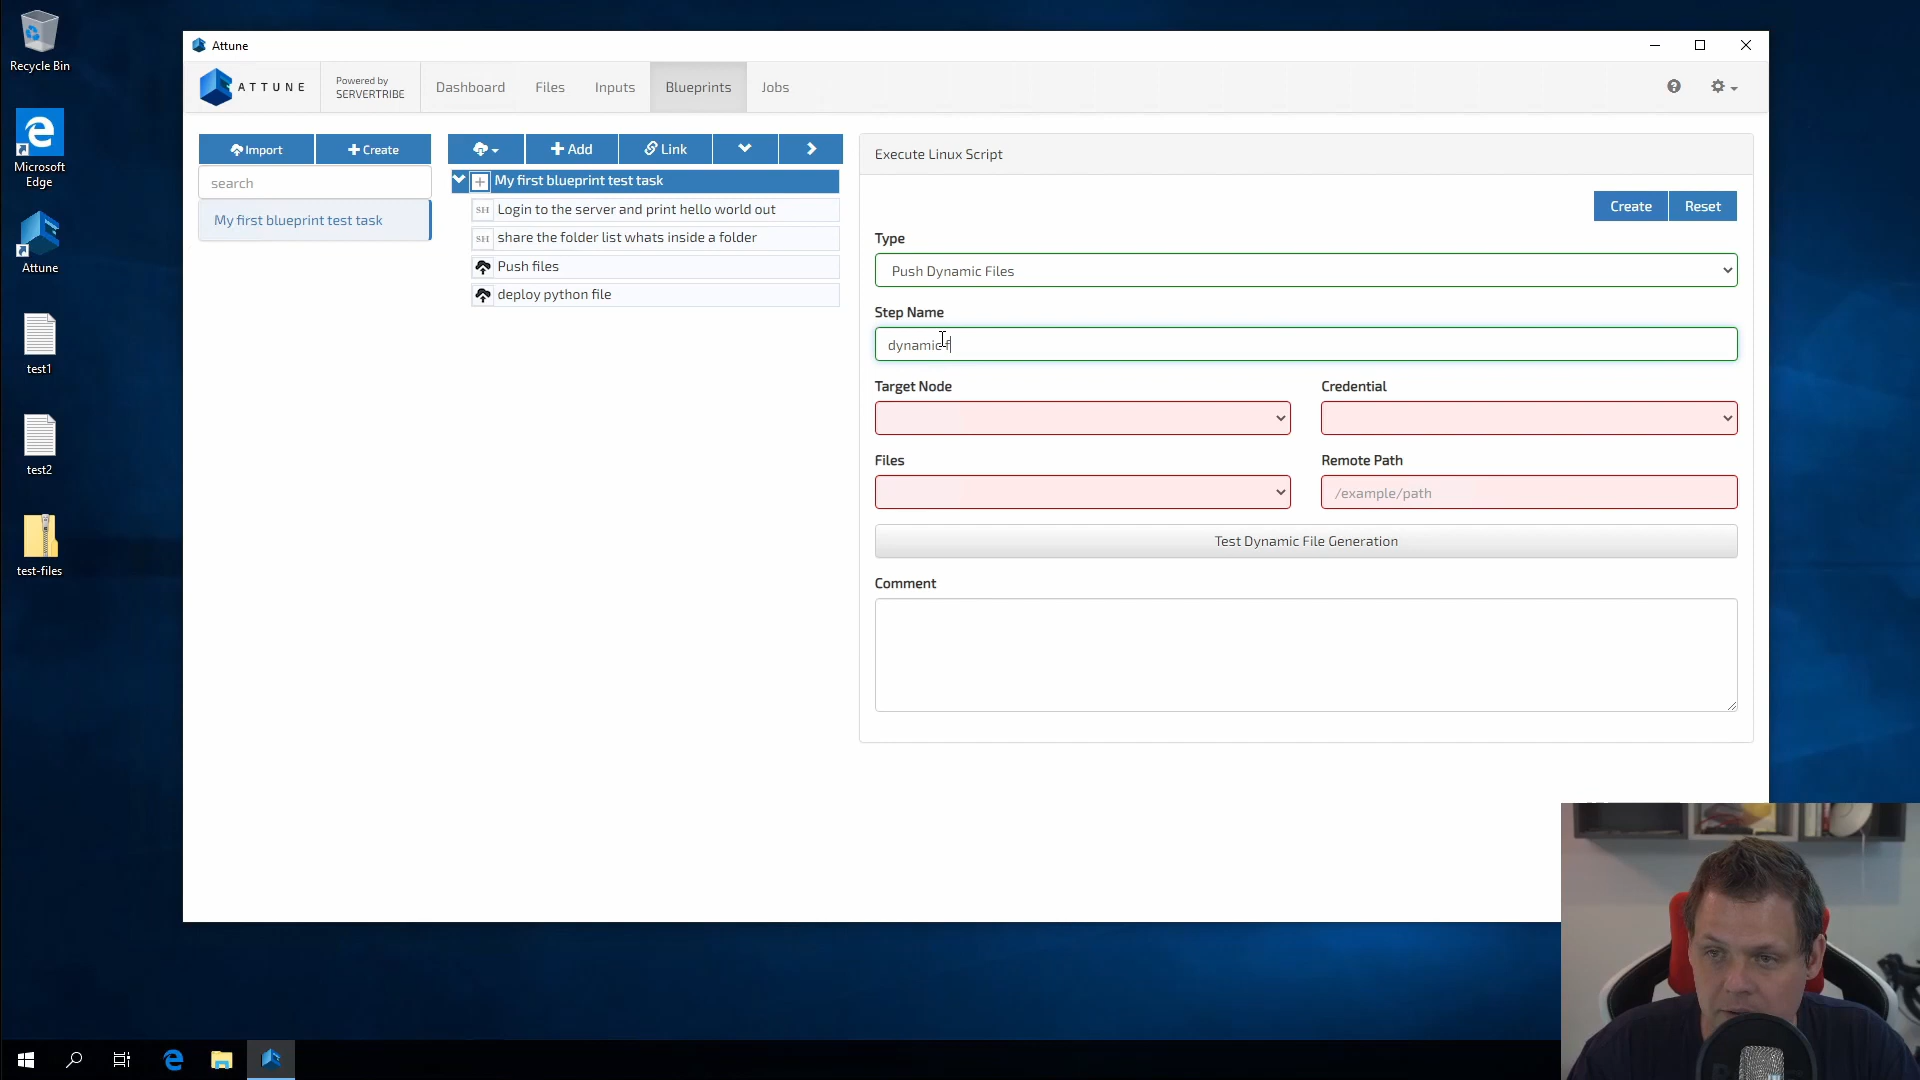 Recycle Bin
Microsoft
Edge
Attune
test1
test2
test-files
Attune
ATTUNE
Powered by
SERVERTRIBE
Dashboard
Files
Inputs
Blueprints
Jobs
Import
Create
search
My first blueprint test task
Add
Link
My first blueprint test task
SH Login to the server and print hello world out
SH share the folder list whats inside a folder
Push files
deploy python file
Execute Linux Script
Create
Reset
Type
Push Dynamic Files
Step Name
dynamic f
Target Node
Credential
Files
Remote Path
/example/path
Test Dynamic File Generation
Comment